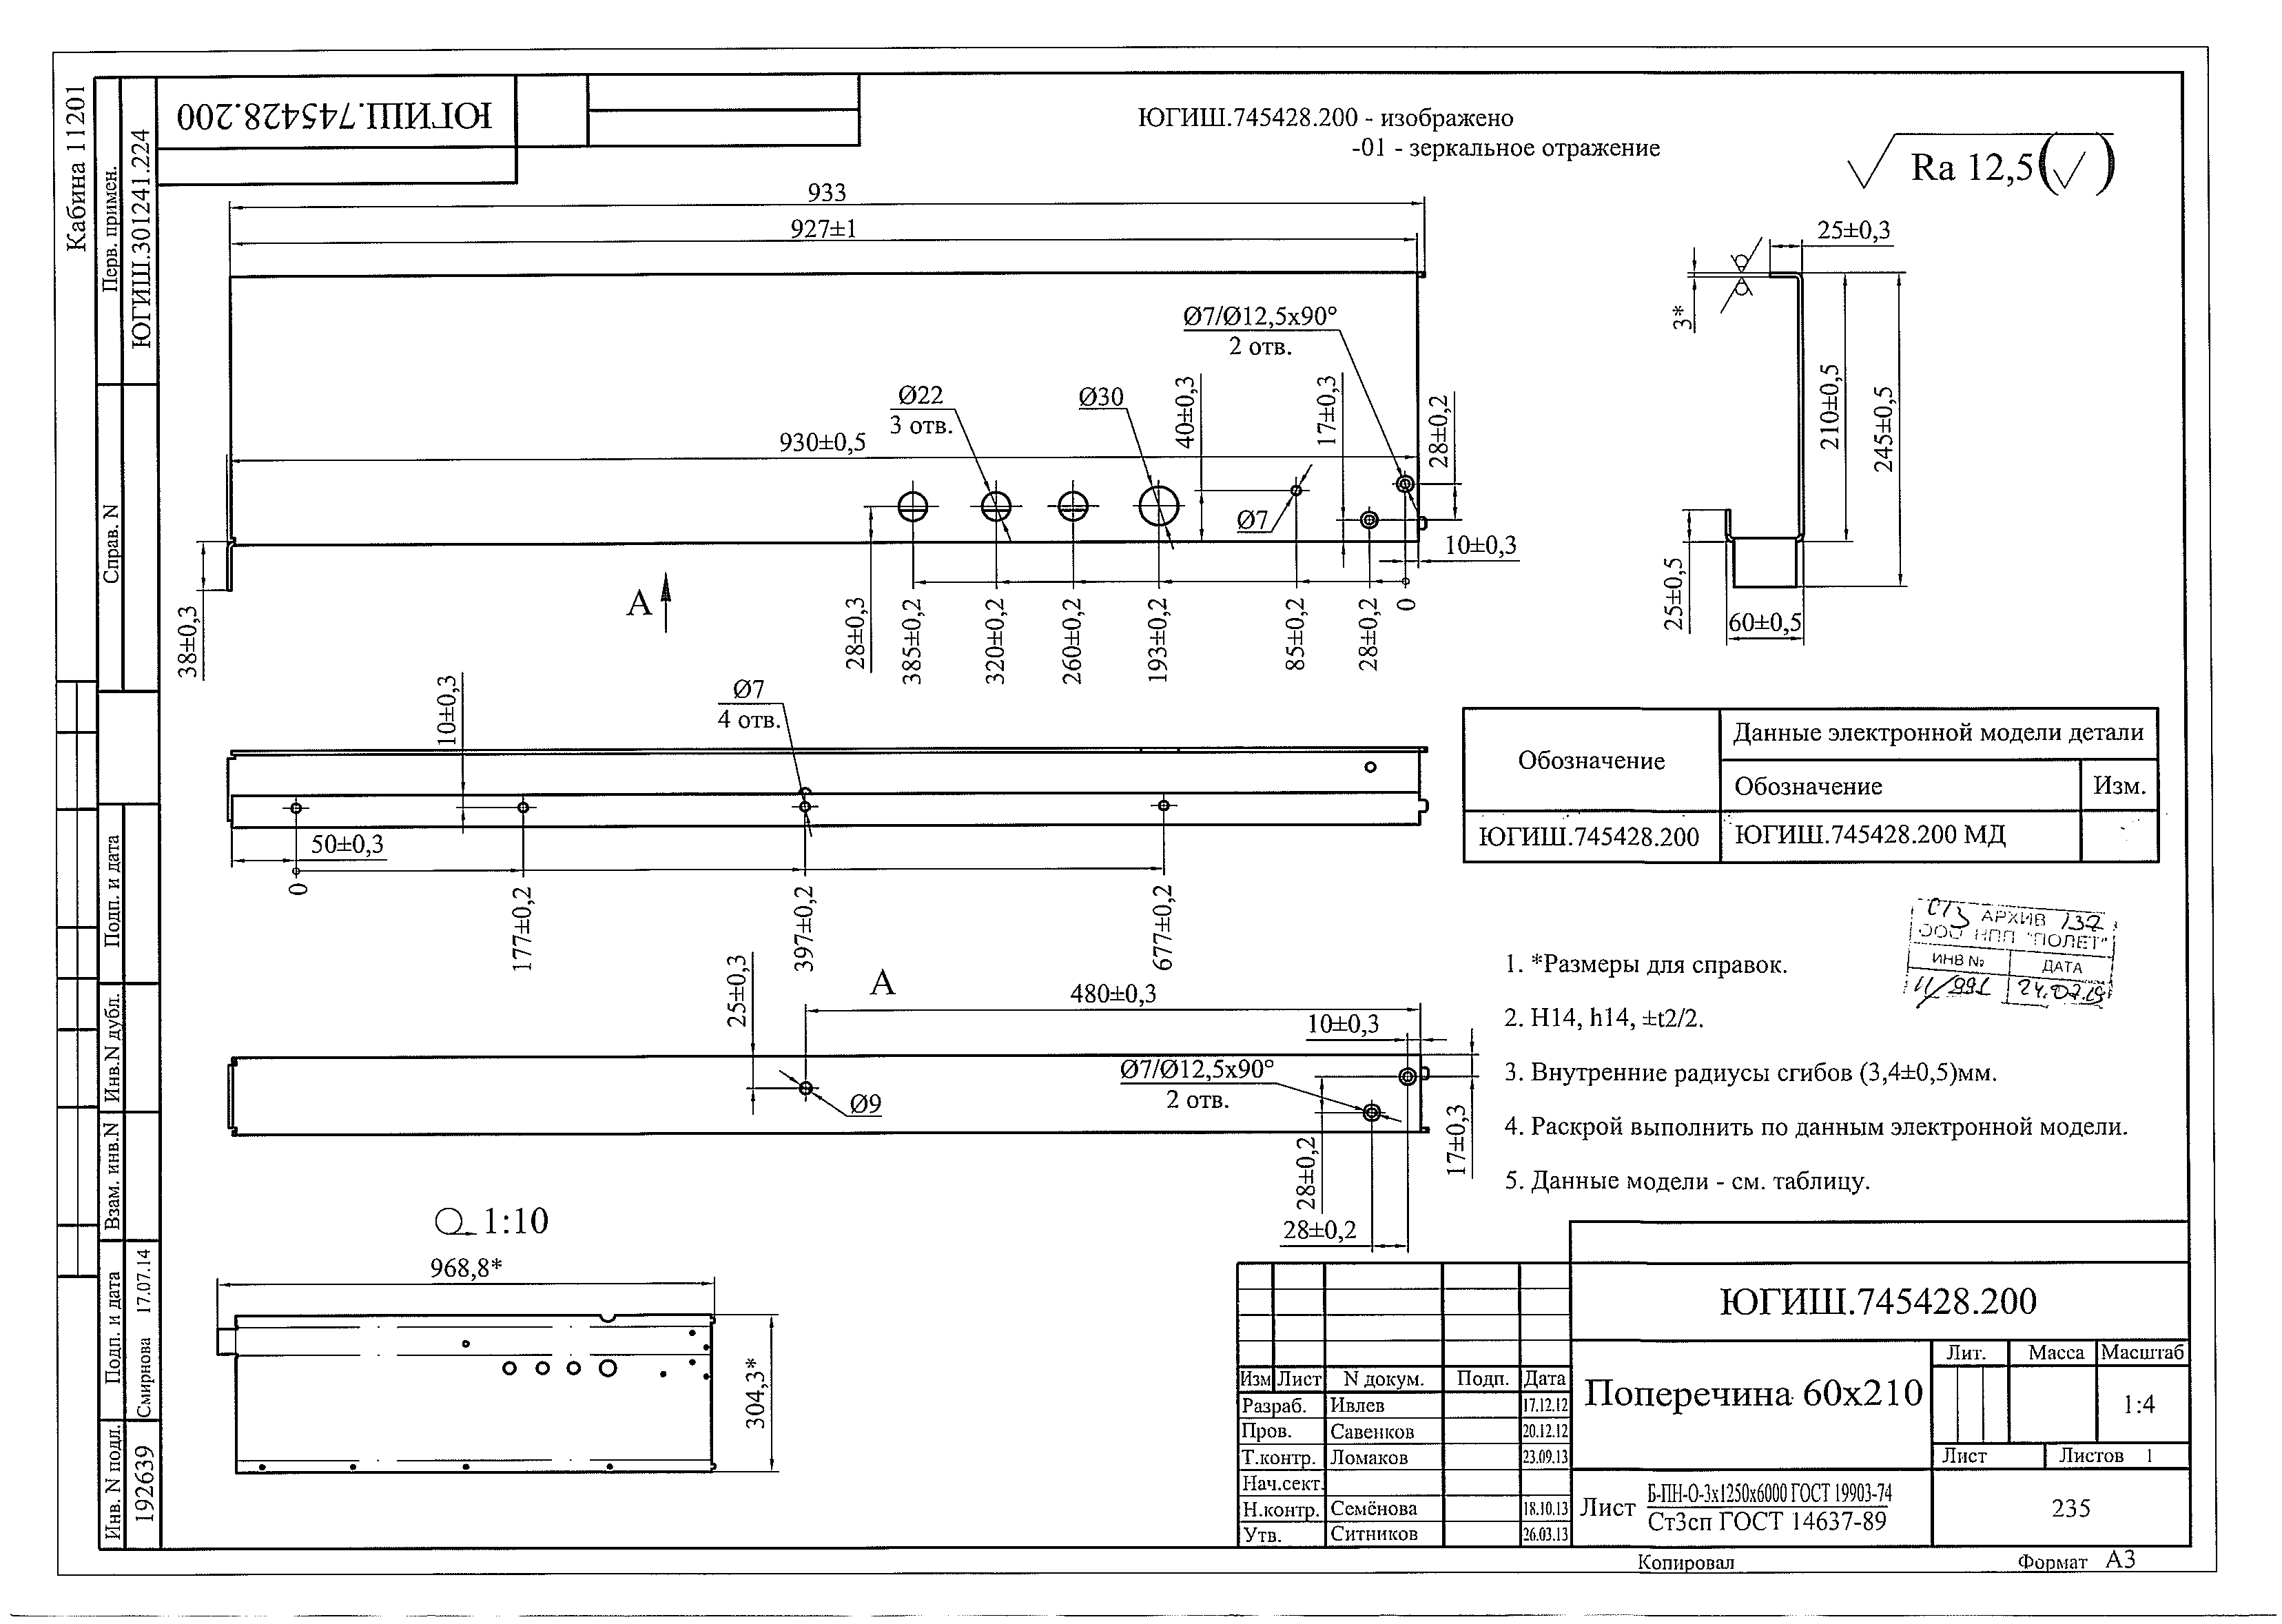 Кабина 11201
Перв. примен.
ЮГИШ.301241.224
Справ. N
Подп. и дата
Инв.N дубл.
Взам. инв.N
Подп. и дата
Смирнова 17.07.14
Инв. N подл.
192639
ЮГИШ.745428.200
ЮГИШ.745428.200 - изображено
-01 - зеркальное отражение
Ra 12,5
933
927±1
Ø7/Ø12,5x90°
2 отв.
Ø22
3 отв.
Ø30
40±0,3
17±0,3
28±0,2
930±0,5
Ø7
10±0,3
38±0,3
А
28±0,3
385±0,2
320±0,2
260±0,2
193±0,2
85±0,2
28±0,2
0
25±0,3
3*
210±0,5
245±0,5
25±0,5
60±0,5
10±0,3
Ø7
4 отв.
50±0,3
0
177±0,2
397±0,2
677±0,2
Обозначение
Данные электронной модели детали
Обозначение
Изм.
ЮГИШ.745428.200
ЮГИШ.745428.200 МД
А
25±0,3
480±0,3
10±0,3
Ø9
Ø7/Ø12,5x90°
2 отв.
28±0,2
17±0,3
28±0,2
АРХИВ 137
ООО НПП "ПОЛЕТ"
ИНВ №
ДАТА
1. *Размеры для справок.
2. H14, h14, ±t2/2.
3. Внутренние радиусы сгибов (3,4±0,5)мм.
4. Раскрой выполнить по данным электронной модели.
5. Данные модели - см. таблицу.
1:10
968,8*
304,3*
ЮГИШ.745428.200
Изм Лист N докум. Подп. Дата
Разраб. Ивлев 17.12.12
Пров. Савенков 20.12.12
Т.контр. Ломаков 23.09.13
Нач.сект.
Н.контр. Семёнова 18.10.13
Утв. Ситников 26.03.13
Поперечина 60x210
Лит. Масса Масштаб
1:4
Лист
Листов 1
Лист
Б-ПН-О-3x1250x6000 ГОСТ 19903-74
Ст3сп ГОСТ 14637-89
235
Копировал
Формат А3